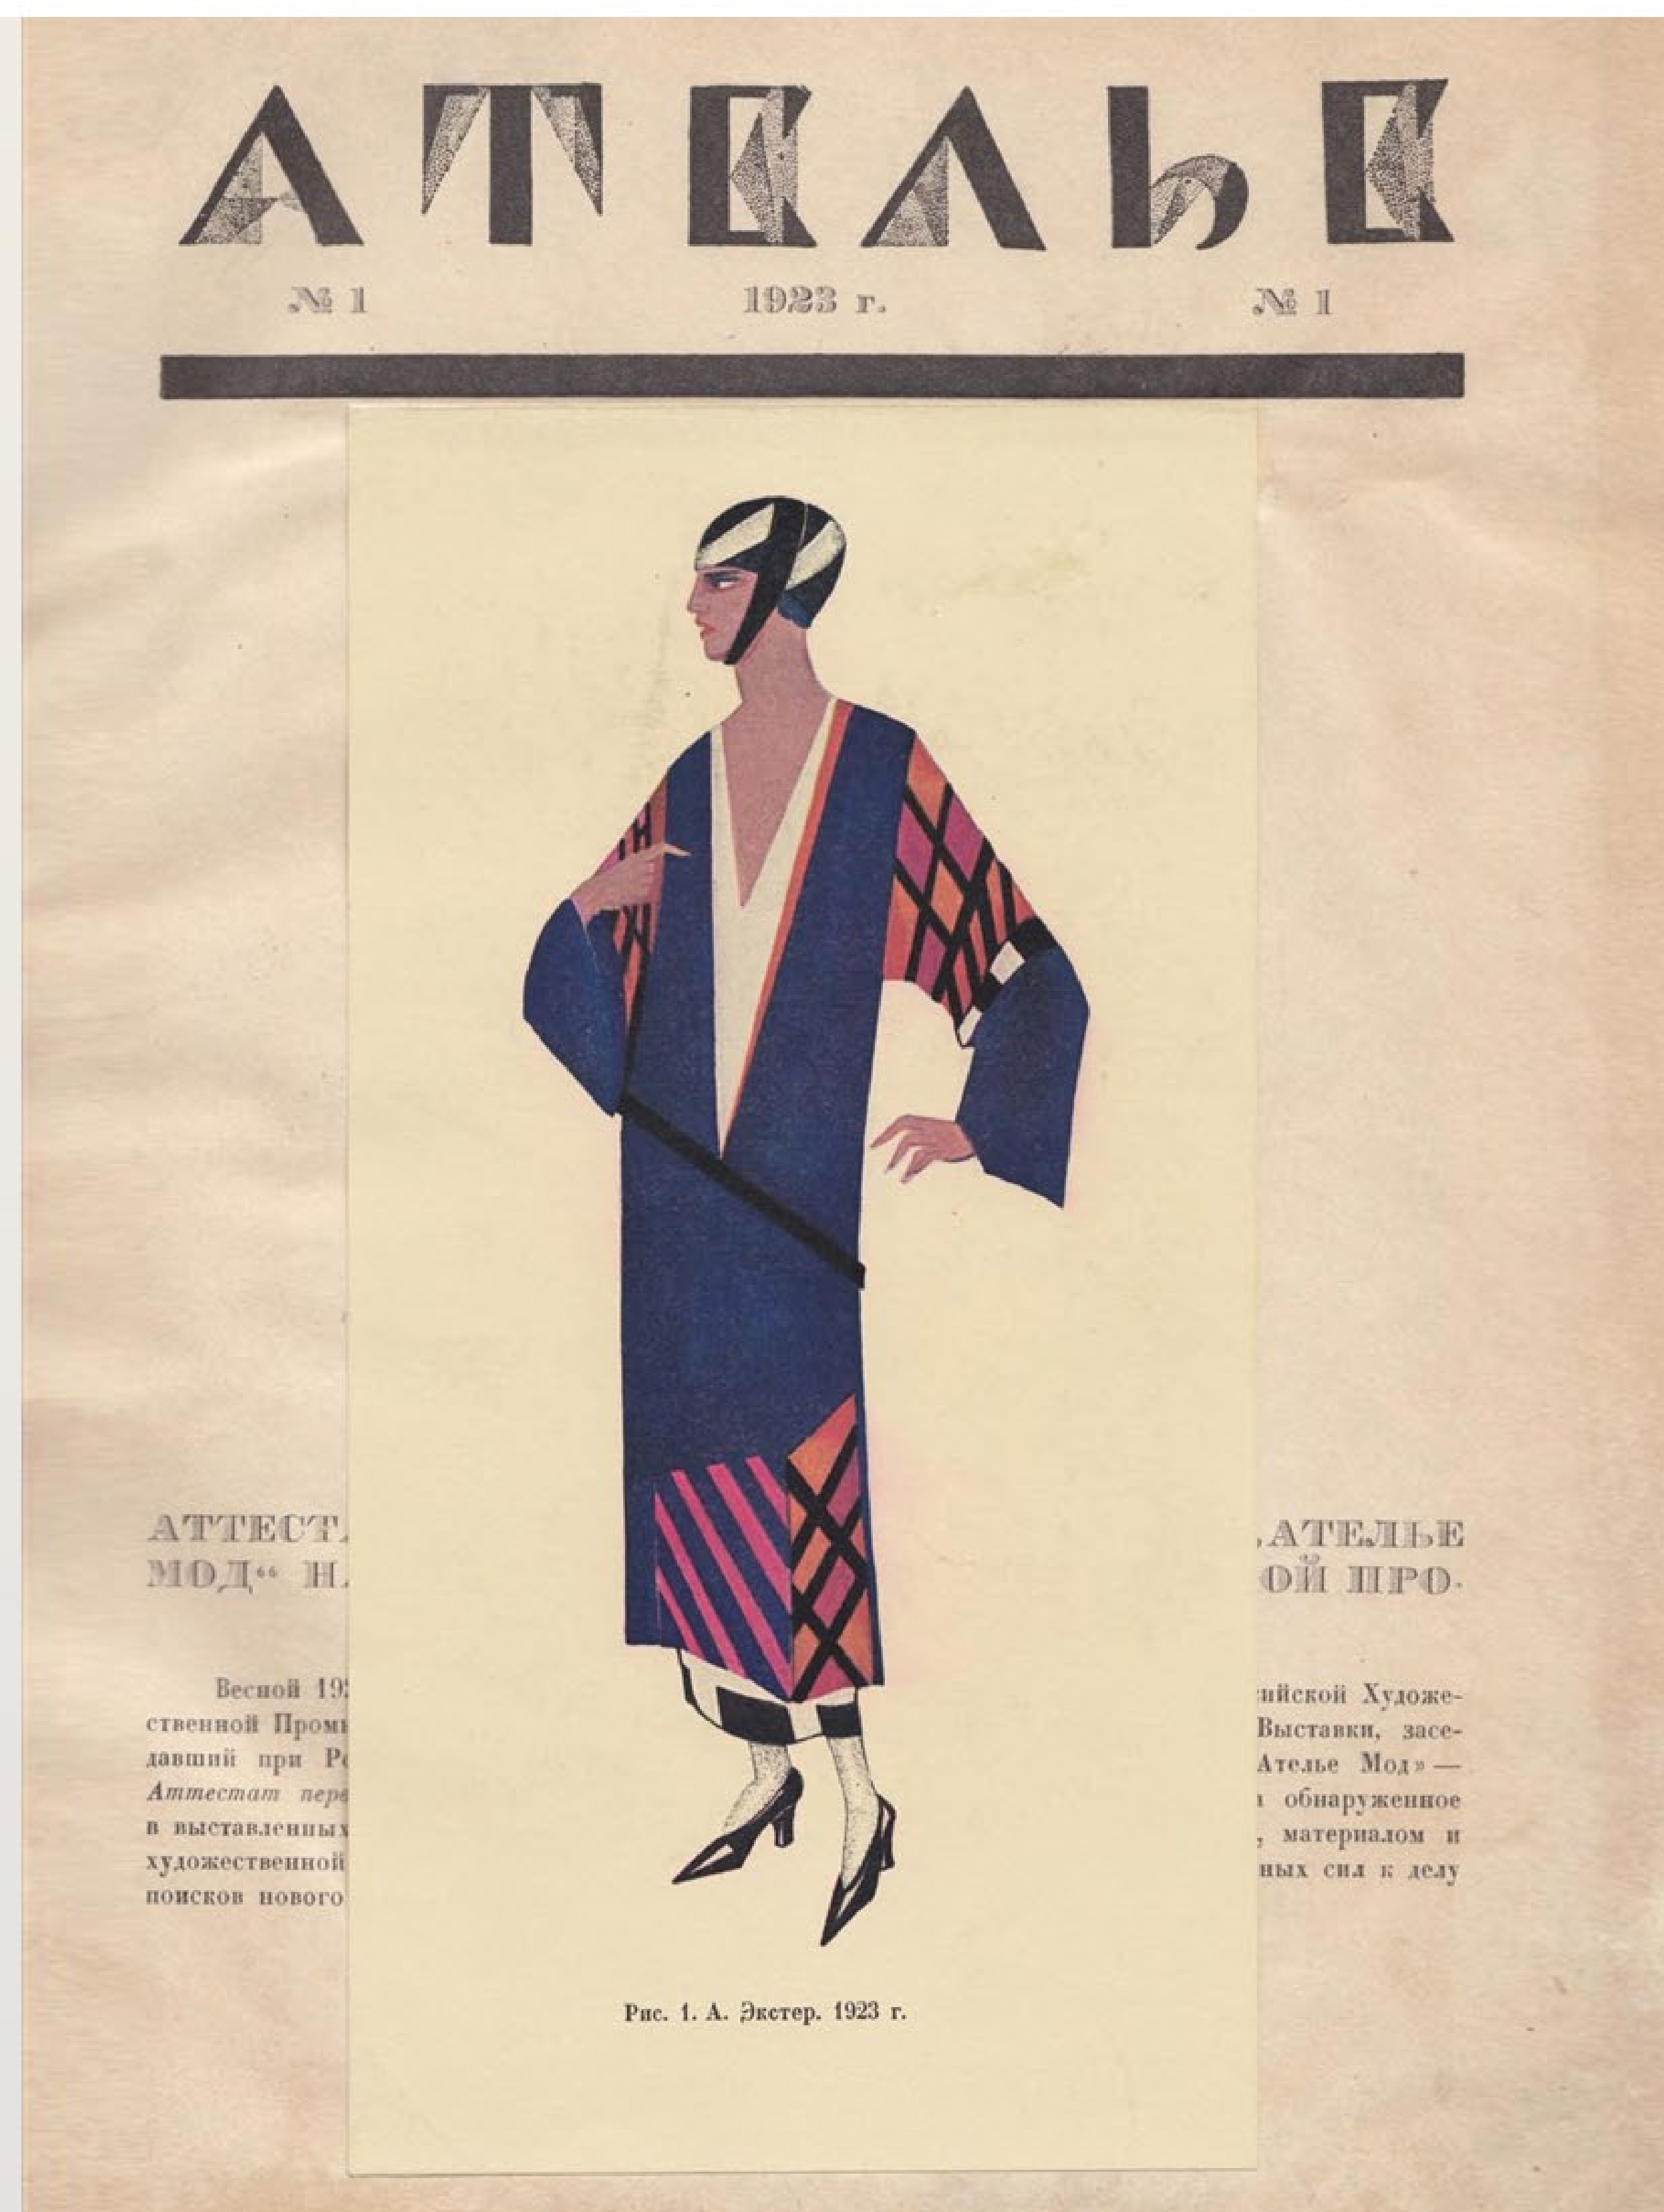 АТЕЛЬЕ
№ 1 1923 г. № 1
АТТЕСТ АТЕЛЬЕ
МОД“ Н ОЙ ПРО-
Весной 19 ийской Художе-
ственной Пром Выставки, засе-
давший при Р Ателье Мод» —
Аттестат пер обнаруженное
в выставленных , материалом и
художественной ных сил к делу
поисков нового
Рис. 1. А. Экстер. 1923 г.